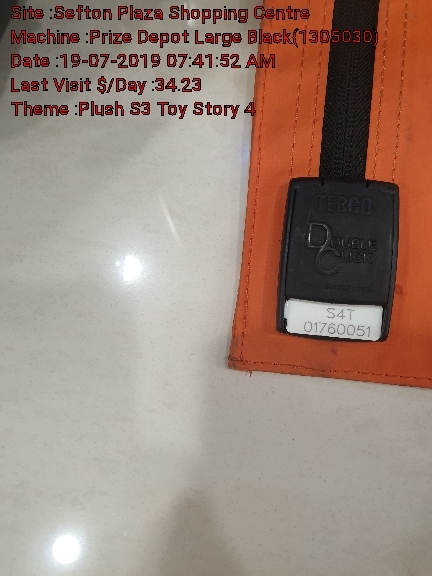 Site :Sefton Plaza Shopping Centre
Machine :Prize Depot Large Black(1305030)
Date :19-07-2019 07:41:52 AM
Last Visit $/Day :34.23
Theme :Plush S3 Toy Story 4
DOUBLE
CLICK
S4T
01760051